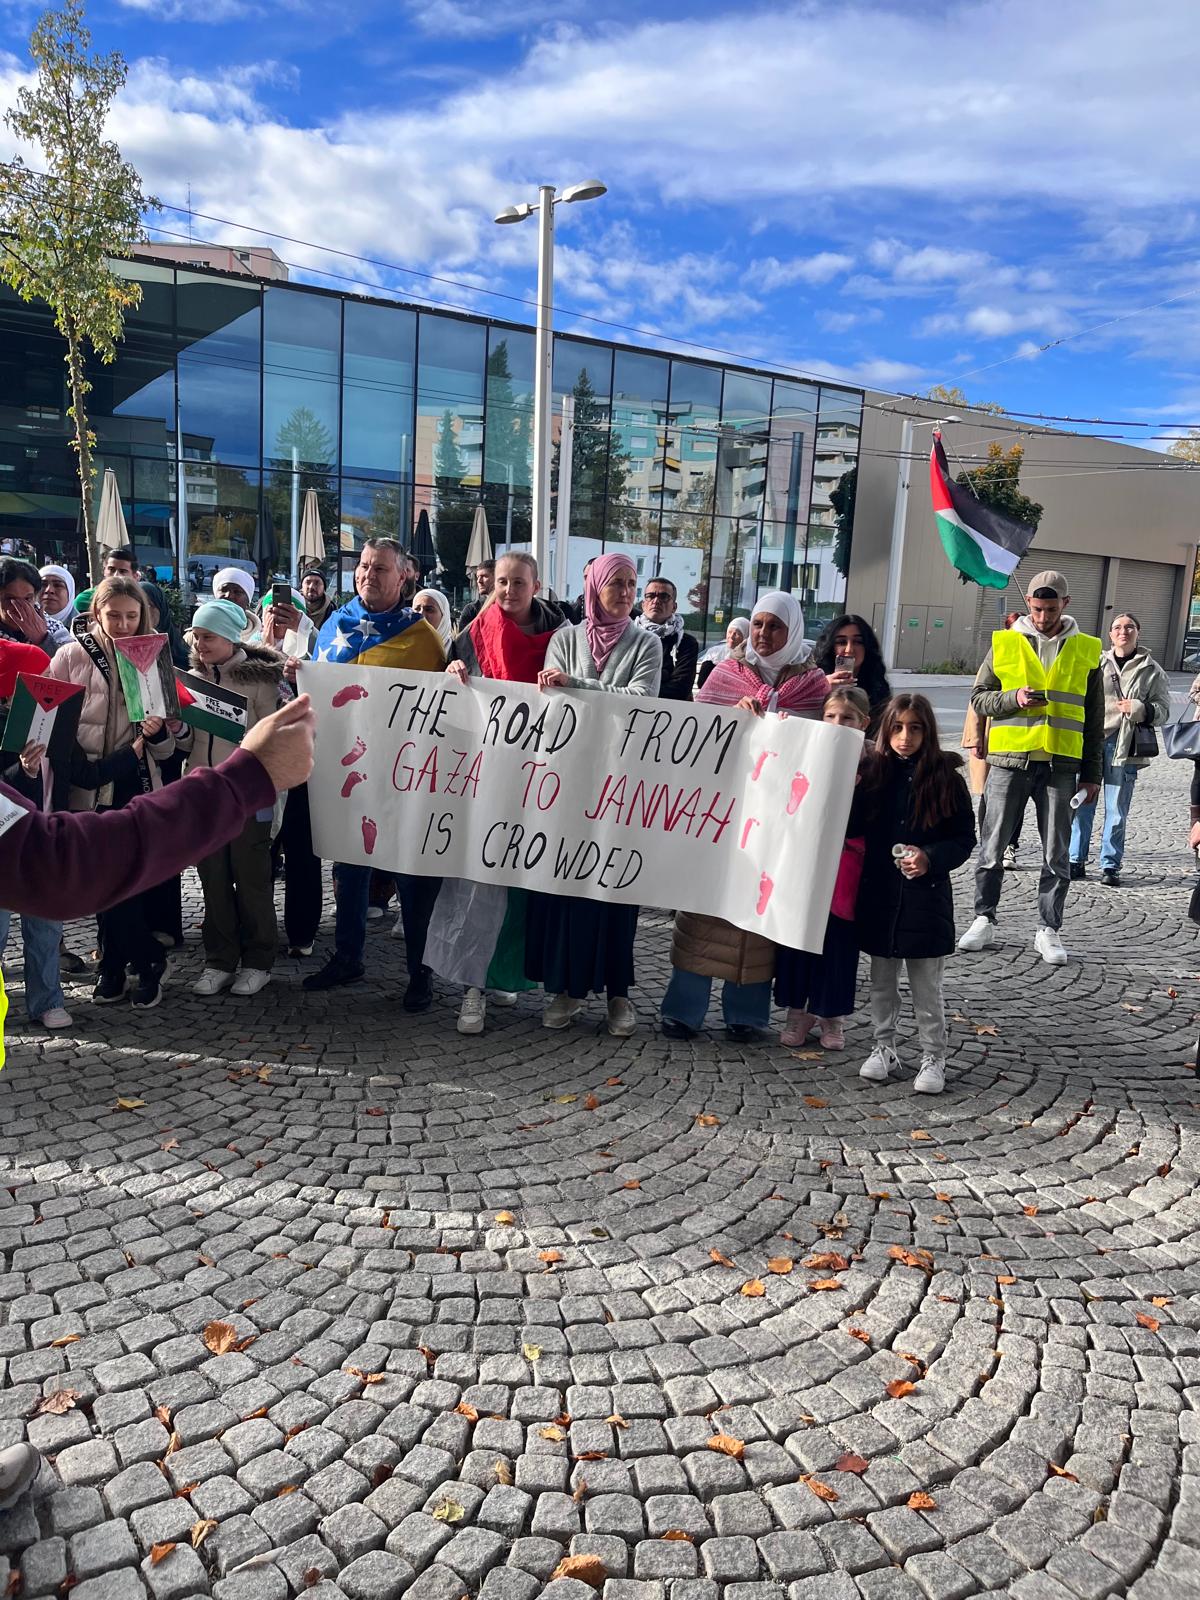 THE ROAD FROM
GAZA TO JANNAH
IS CROWDED
FREE
FREE
PALESTINE